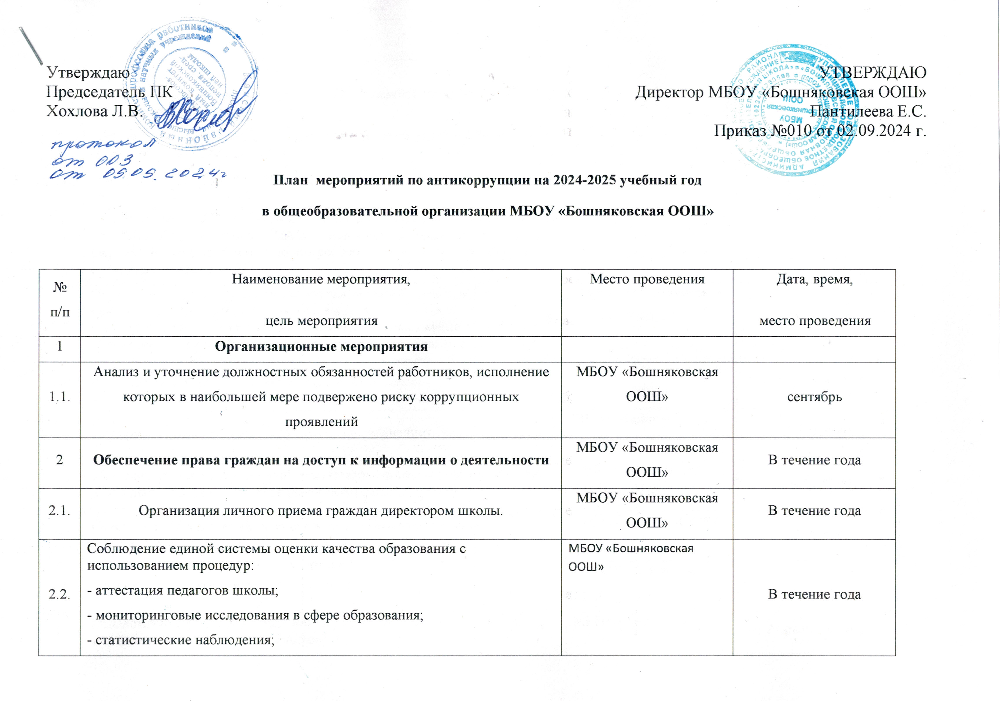 Утверждаю
Председатель ПК
Хохлова Л.В.
протокол
от 003
от 05.05.2024г
УТВЕРЖДАЮ
Директор МБОУ «Бошняковская ООШ»
Пантилеева Е.С.
Приказ №010 от 02.09.2024 г.
План мероприятий по антикоррупции на 2024-2025 учебный год
в общеобразовательной организации МБОУ «Бошняковская ООШ»
№
п/п
Наименование мероприятия,
цель мероприятия
Место проведения
Дата, время,
место проведения
1
Организационные мероприятия
1.1.
Анализ и уточнение должностных обязанностей работников, исполнение
которых в наибольшей мере подвержено риску коррупционных
проявлений
МБОУ «Бошняковская
ООШ»
сентябрь
2
Обеспечение права граждан на доступ к информации о деятельности
МБОУ «Бошняковская
ООШ»
В течение года
2.1.
Организация личного приема граждан директором школы.
МБОУ «Бошняковская
ООШ»
В течение года
2.2.
Соблюдение единой системы оценки качества образования с
использованием процедур:
- аттестация педагогов школы;
- мониторинговые исследования в сфере образования;
- статистические наблюдения;
МБОУ «Бошняковская
ООШ»
В течение года